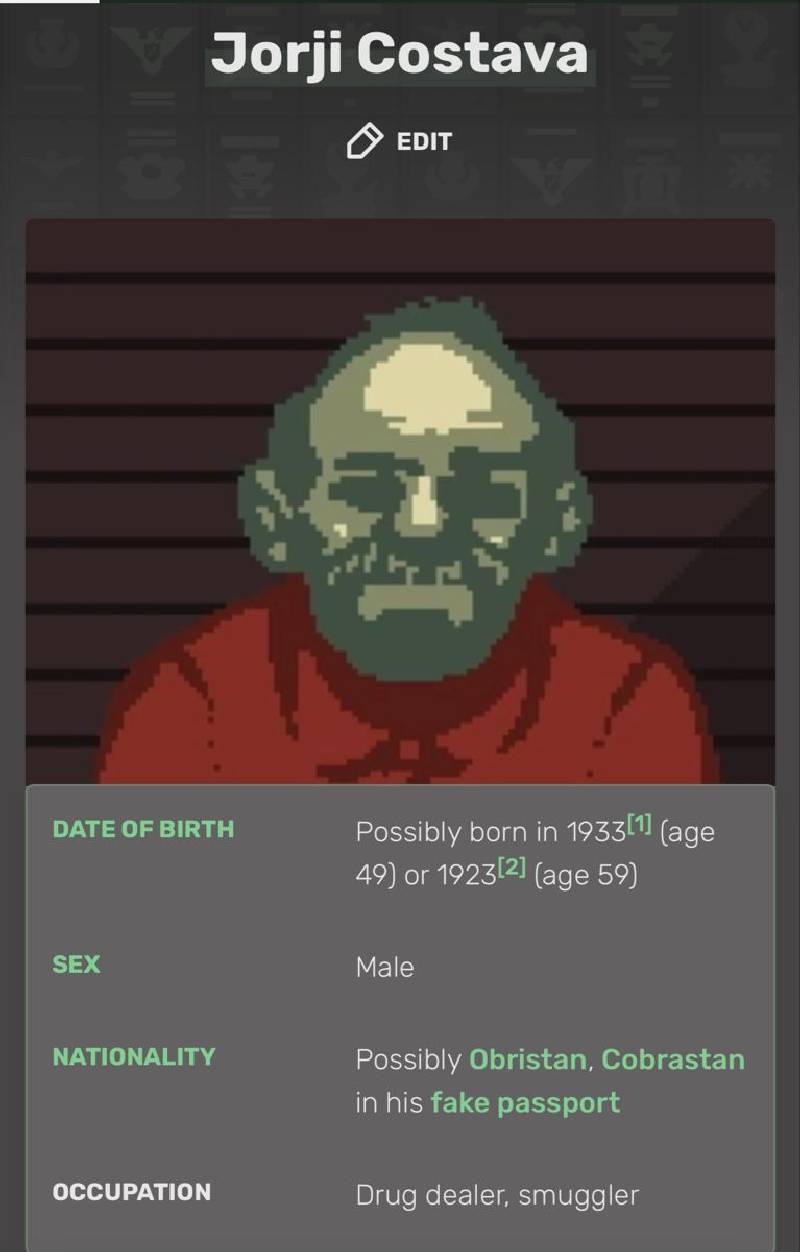 Jorji Costava
EDIT
DATE OF BIRTH
Possibly born in 1933[1] (age
49) or 1923[2] (age 59)
SEX
Male
NATIONALITY
Possibly Obristan, Cobrastan
in his fake passport
OCCUPATION
Drug dealer, smuggler